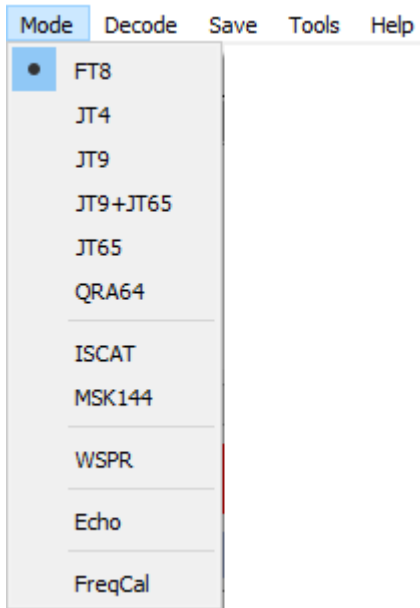 Mode Decode Save Tools Help
FT8
JT4
JT9
JT9+JT65
JT65
QRA64
ISCAT
MSK144
WSPR
Echo
FreqCal